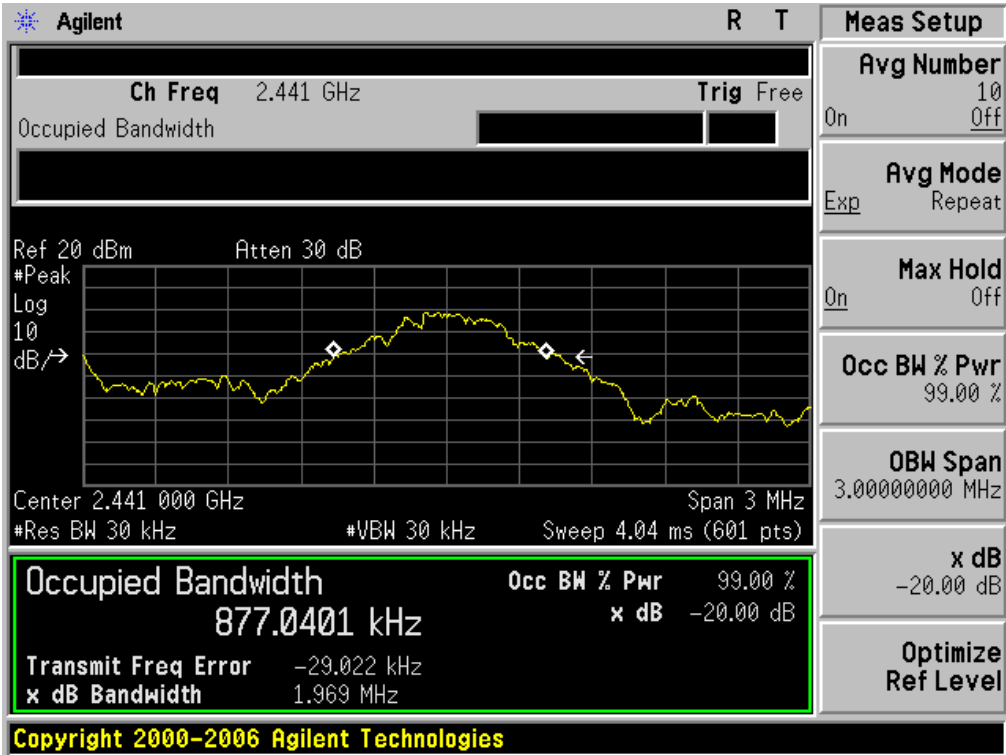 Agilent R T
Ch Freq 2.441 GHz Trig Free
Occupied Bandwidth
Ref 20 dBm Atten 30 dB
#Peak
Log
10
dB/
Center 2.441 000 GHz Span 3 MHz
#Res BW 30 kHz #VBW 30 kHz Sweep 4.04 ms (601 pts)
Occupied Bandwidth Occ BW % Pwr 99.00 %
877.0401 kHz x dB -20.00 dB
Transmit Freq Error -29.022 kHz
x dB Bandwidth 1.969 MHz
Copyright 2000-2006 Agilent Technologies
Meas Setup
Avg Number
10
On Off
Avg Mode
Exp Repeat
Max Hold
On Off
Occ BW % Pwr
99.00 %
OBW Span
3.00000000 MHz
x dB
-20.00 dB
Optimize
Ref Level